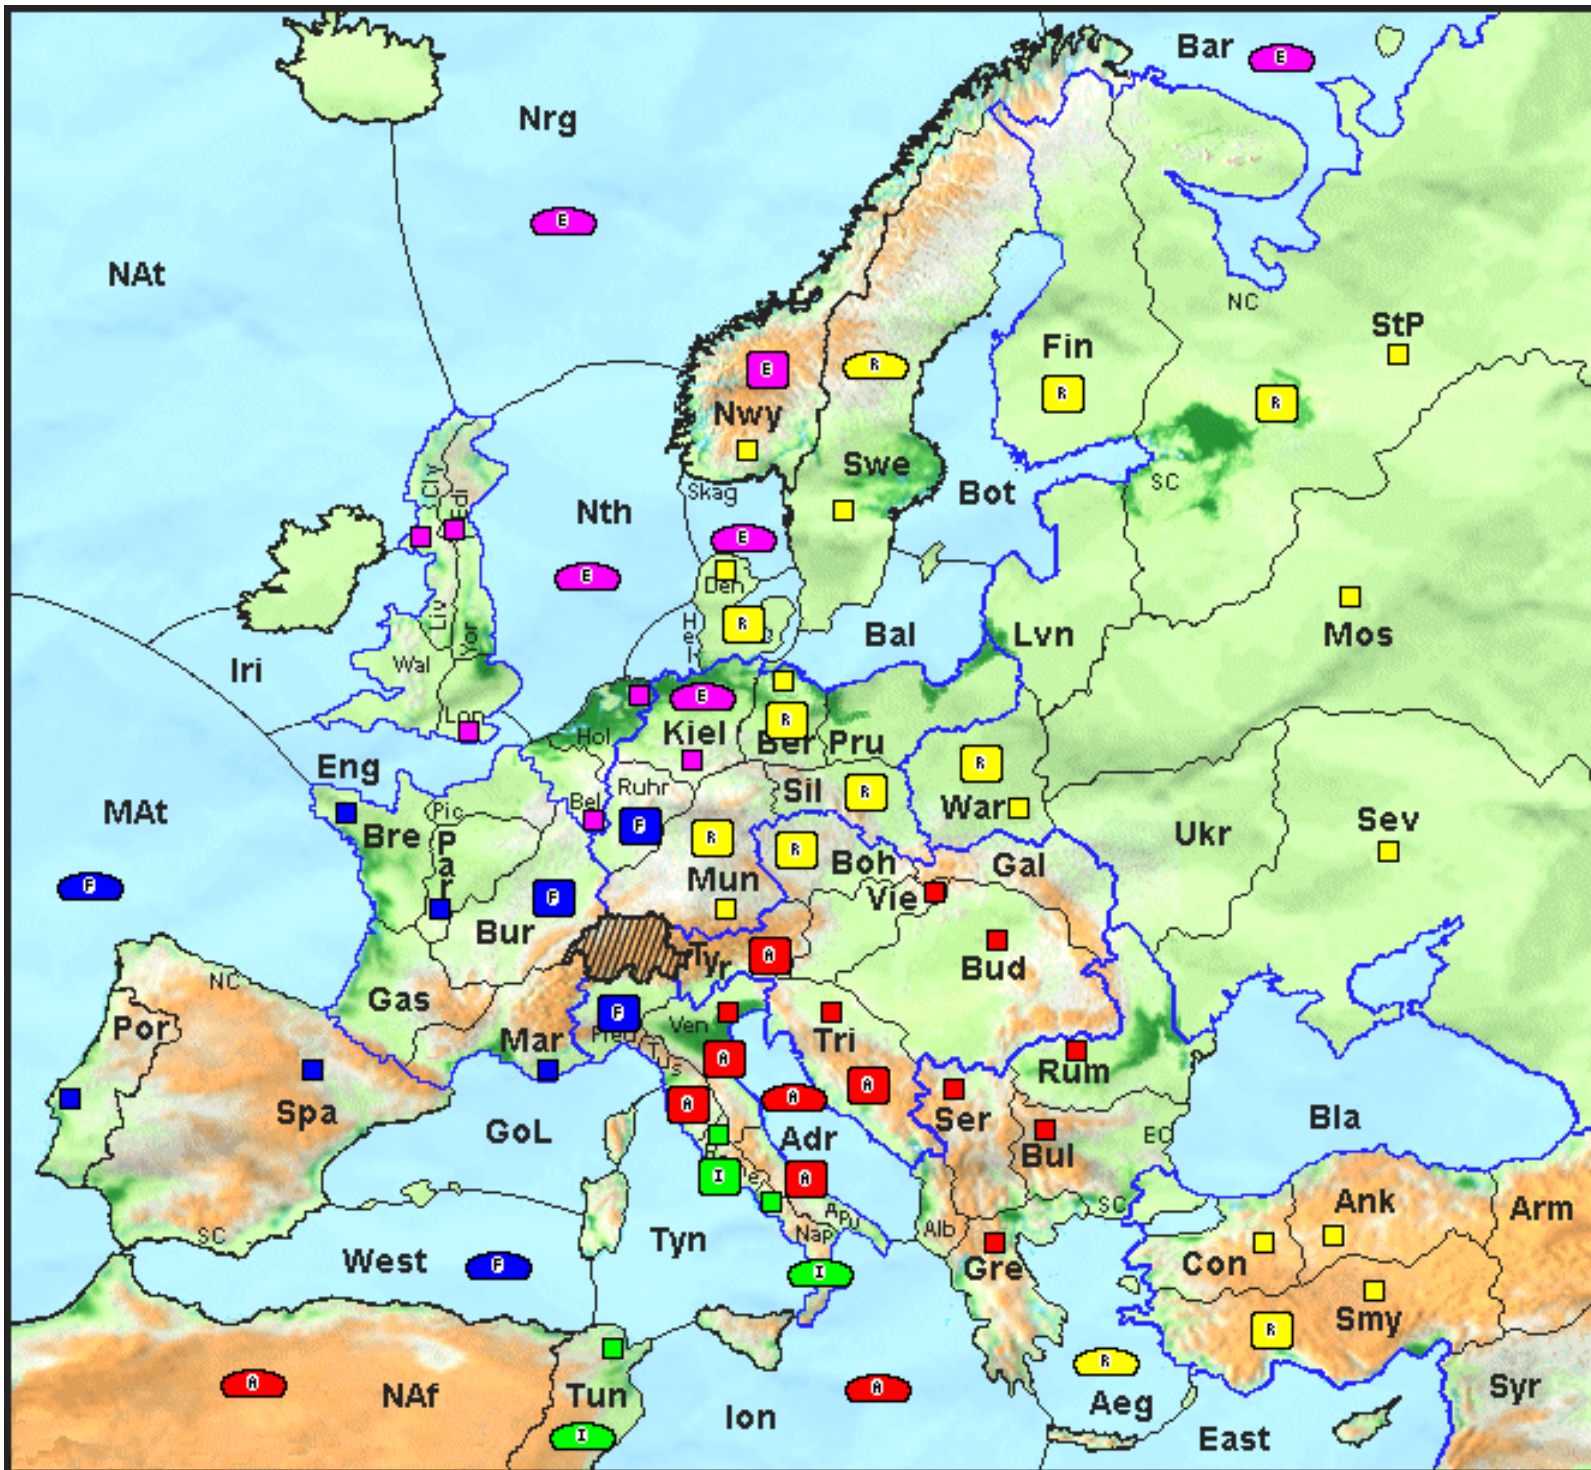 Bar
E
Nrg
E
NAt
NC
StP
Fin
E
R
R
R
Nwy
Swe
SC
Bot
Cly
Edi
Skag
Nth
E
E
Den
R
Hel
Bal
Lvn
Mos
Liv
Yor
Wal
Iri
Lon
E
R
Hol
Kiel
Ber
Pru
Eng
R
Ruhr
Sil
R
War
Bel
MAt
Pic
Bre
Par
F
R
R
Boh
Ukr
Sev
Gal
Mun
Vie
F
F
Bur
Tyr
A
Bud
NC
Gas
Por
F
Mar
Pied
Ven
Tri
Tus
A
A
Rum
Spa
A
A
Ser
GoL
Adr
Bla
EC
Bul
I
A
Ank
Arm
SC
SC
Apu
Nap
Alb
Tyn
West
F
I
Gre
Con
Smy
R
R
A
NAf
Tun
A
Ion
Aeg
Syr
I
East